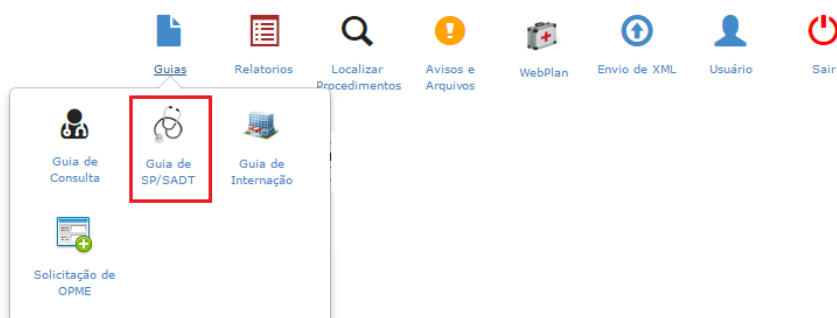 Guias
Relatorios
Localizar
Procedimentos
Avisos e
Arquivos
WebPlan
Envio de XML
Usuário
Sair
Guia de
Consulta
Guia de
SP/SADT
Guia de
Internação
Solicitação de
OPME